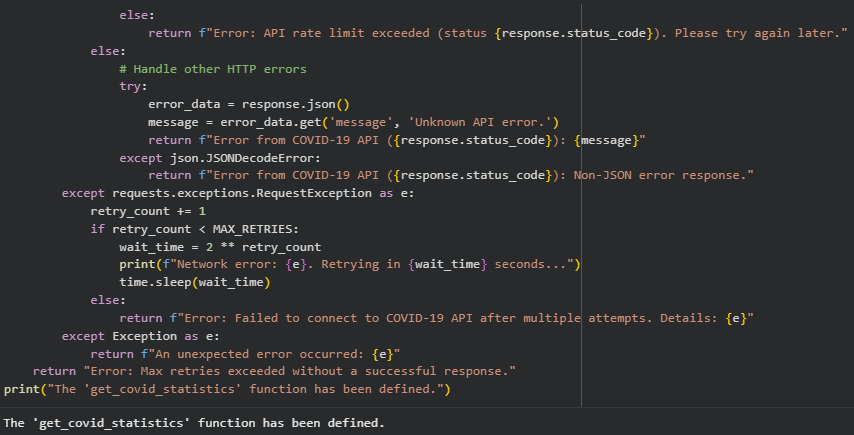 else:
return f"Error: API rate limit exceeded (status {response.status_code}). Please try again later."
else:
# Handle other HTTP errors
try:
error_data = response.json()
message = error_data.get('message', 'Unknown API error.')
return f"Error from COVID-19 API ({response.status_code}): {message}"
except json.JSONDecodeError:
return f"Error from COVID-19 API ({response.status_code}): Non-JSON error response."
except requests.exceptions.RequestException as e:
retry_count += 1
if retry_count < MAX_RETRIES:
wait_time = 2 ** retry_count
print(f"Network error: {e}. Retrying in {wait_time} seconds...")
time.sleep(wait_time)
else:
return f"Error: Failed to connect to COVID-19 API after multiple attempts. Details: {e}"
except Exception as e:
return f"An unexpected error occurred: {e}"
return "Error: Max retries exceeded without a successful response."
print("The 'get_covid_statistics' function has been defined.")
The 'get_covid_statistics' function has been defined.